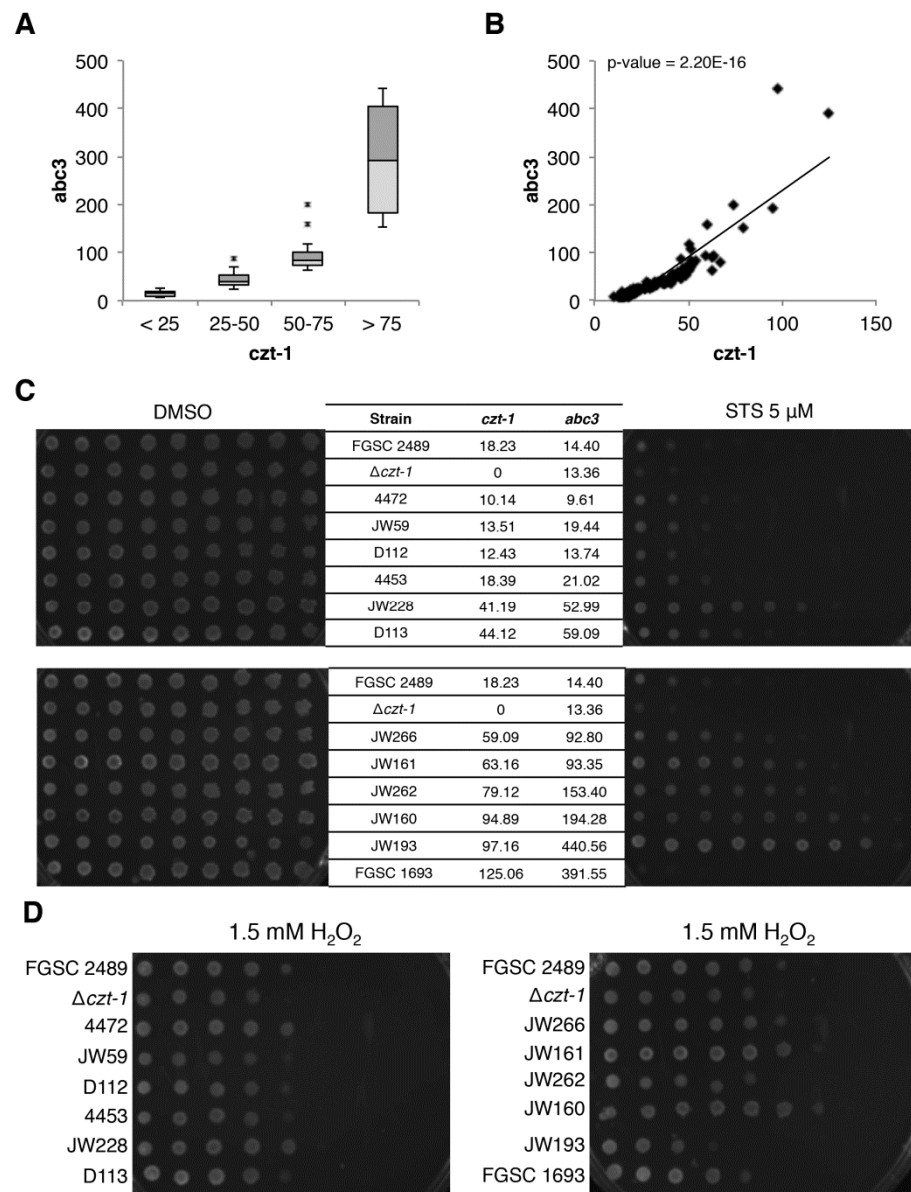 A
500
400
300
200
100
0
abc3
< 25 25-50 50-75 > 75
czt-1
B
p-value = 2.20E-16
500
400
300
200
100
0
abc3
0 50 100 150
czt-1
C
DMSO
STS 5 µM
Strain czt-1 abc3
FGSC 2489 18.23 14.40
Δczt-1 0 13.36
4472 10.14 9.61
JW59 13.51 19.44
D112 12.43 13.74
4453 18.39 21.02
JW228 41.19 52.99
D113 44.12 59.09
FGSC 2489 18.23 14.40
Δczt-1 0 13.36
JW266 59.09 92.80
JW161 63.16 93.35
JW262 79.12 153.40
JW160 94.89 194.28
JW193 97.16 440.56
FGSC 1693 125.06 391.55
D
1.5 mM H₂O₂
FGSC 2489
Δczt-1
4472
JW59
D112
4453
JW228
D113
1.5 mM H₂O₂
FGSC 2489
Δczt-1
JW266
JW161
JW262
JW160
JW193
FGSC 1693